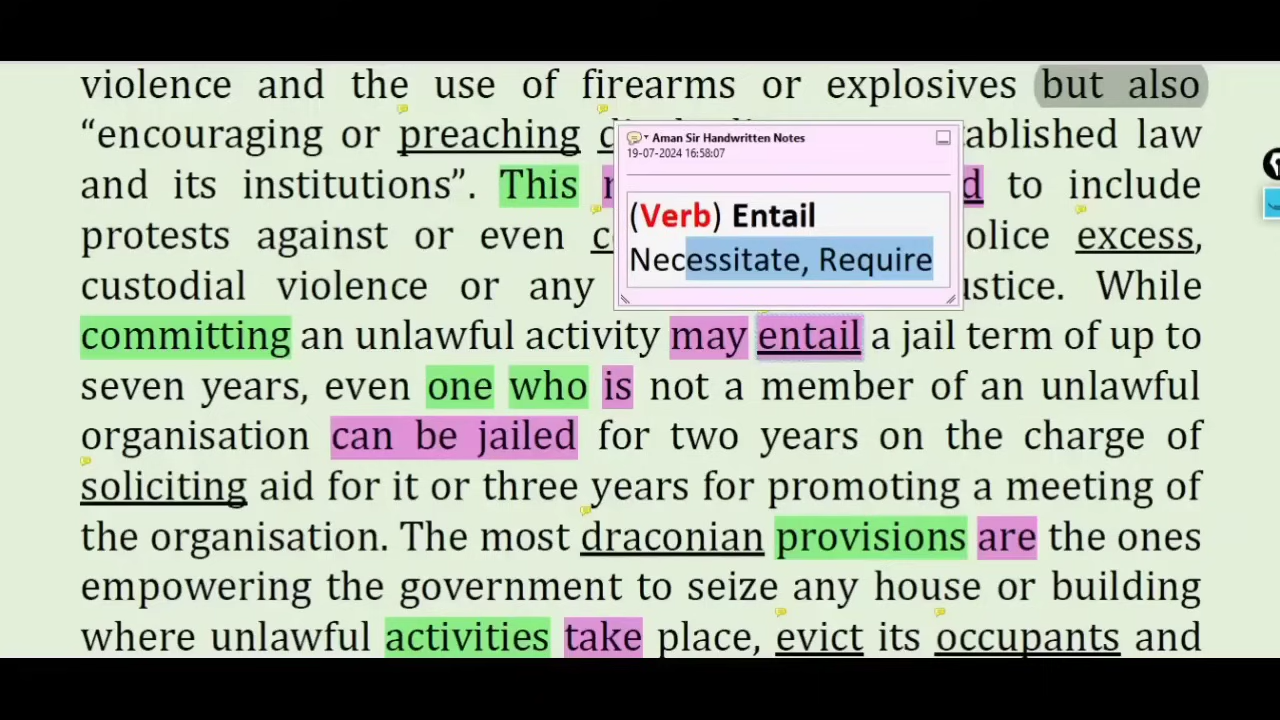 violence and the use of firearms or explosives but also
“encouraging or preaching established law
and its institutions”. This to include
protests against or even police excess,
custodial violence or any justice. While
committing an unlawful activity may entail a jail term of up to
seven years, even one who is not a member of an unlawful
organisation can be jailed for two years on the charge of
soliciting aid for it or three years for promoting a meeting of
the organisation. The most draconian provisions are the ones
empowering the government to seize any house or building
where unlawful activities take place, evict its occupants and
Aman Sir Handwritten Notes
19-07-2024 16:58:07
(Verb) Entail
Necessitate, Require